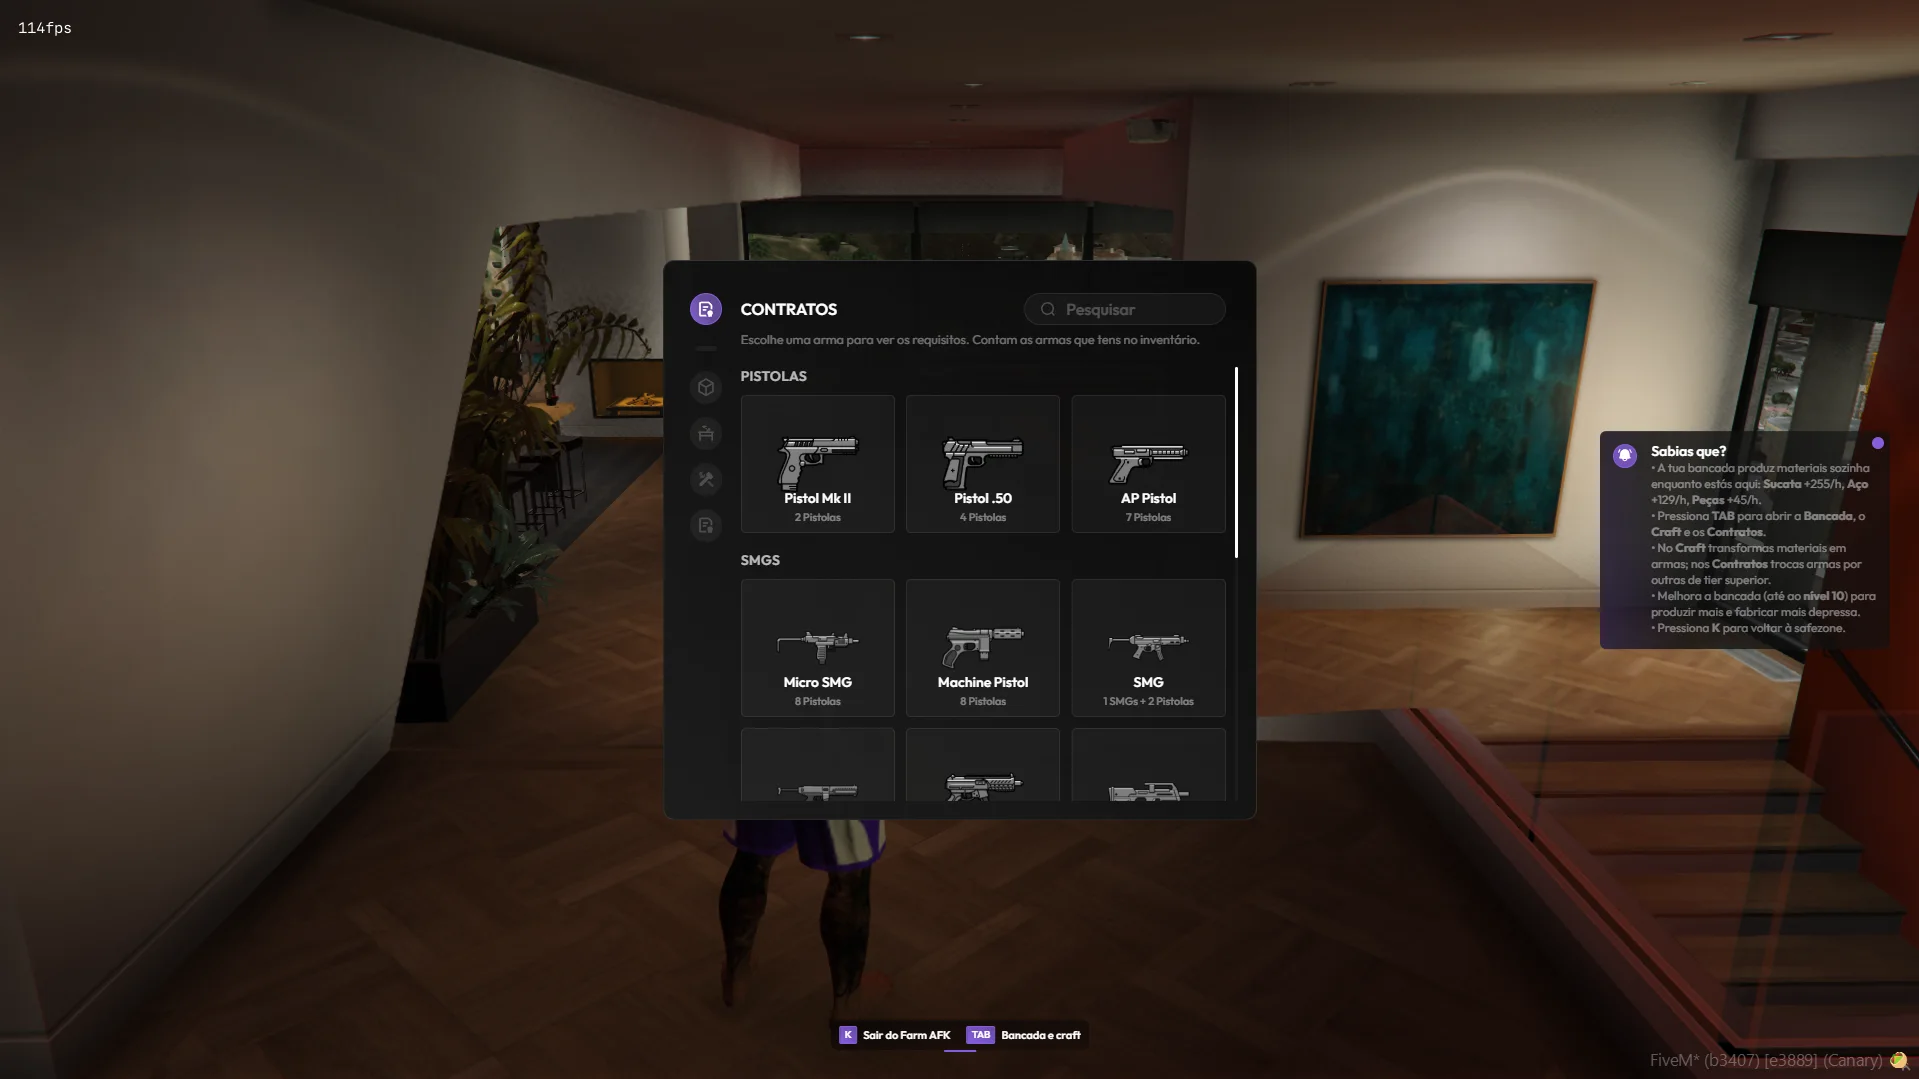 114fps
CONTRATOS
Pesquisar
Escolhe uma arma para ver os requisitos. Contam as armas que tens no inventário.
PISTOLAS
Pistol Mk II
2 Pistolas
Pistol .50
4 Pistolas
AP Pistol
7 Pistolas
SMGS
Micro SMG
8 Pistolas
Machine Pistol
8 Pistolas
SMG
1 SMGs + 2 Pistolas
Sabias que?
• A tua bancada produz materiais sozinha
enquanto estás aqui: Sucata +255/h, Aço
+129/h, Peças +45/h.
• Pressiona TAB para abrir a Bancada, o
Craft e os Contratos.
• No Craft transformas materiais em
armas; nos Contratos trocas armas por
outras de tier superior.
• Melhora a bancada (até ao nível 10) para
produzir mais e fabricar mais depressa.
• Pressiona K para voltar à safezone.
K Sair do Farm AFK TAB Bancada e craft
FiveM* (b3407) [e3889] (Canary)